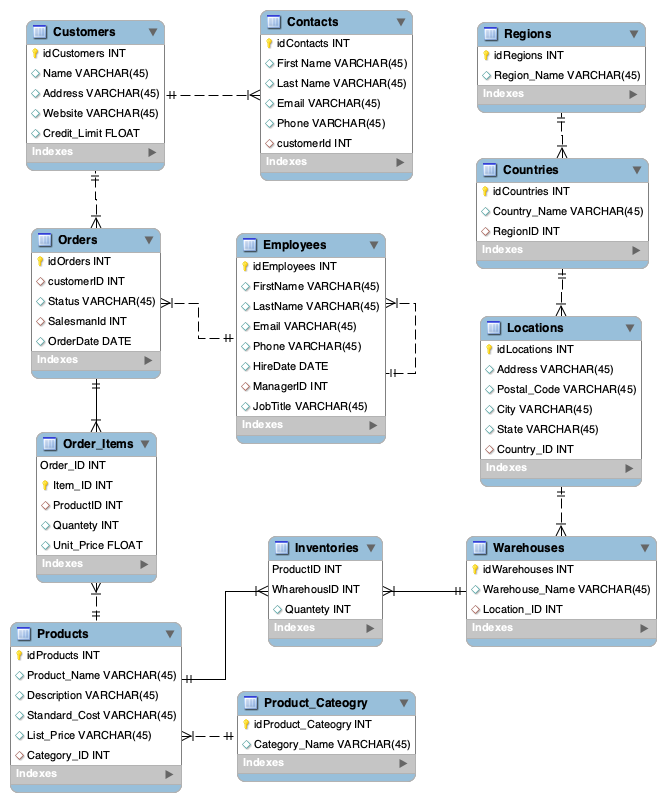 Customers
idCustomers INT
Name VARCHAR(45)
Address VARCHAR(45)
Website VARCHAR(45)
Credit_Limit FLOAT
Indexes
Contacts
idContacts INT
First Name VARCHAR(45)
Last Name VARCHAR(45)
Email VARCHAR(45)
Phone VARCHAR(45)
customerId INT
Indexes
Regions
idRegions INT
Region_Name VARCHAR(45)
Indexes
Countries
idCountries INT
Country_Name VARCHAR(45)
RegionID INT
Indexes
Orders
idOrders INT
customerID INT
Status VARCHAR(45)
SalesmanId INT
OrderDate DATE
Indexes
Employees
idEmployees INT
FirstName VARCHAR(45)
LastName VARCHAR(45)
Email VARCHAR(45)
Phone VARCHAR(45)
HireDate DATE
ManagerID INT
JobTitle VARCHAR(45)
Indexes
Locations
idLocations INT
Address VARCHAR(45)
Postal_Code VARCHAR(45)
City VARCHAR(45)
State VARCHAR(45)
Country_ID INT
Indexes
Order_Items
Order_ID INT
Item_ID INT
ProductID INT
Quantety INT
Unit_Price FLOAT
Indexes
Inventories
ProductID INT
WharehousID INT
Quantety INT
Indexes
Warehouses
idWarehouses INT
Warehouse_Name VARCHAR(45)
Location_ID INT
Indexes
Products
idProducts INT
Product_Name VARCHAR(45)
Description VARCHAR(45)
Standard_Cost VARCHAR(45)
List_Price VARCHAR(45)
Category_ID INT
Indexes
Product_Cateogry
idProduct_Cateogry INT
Category_Name VARCHAR(45)
Indexes